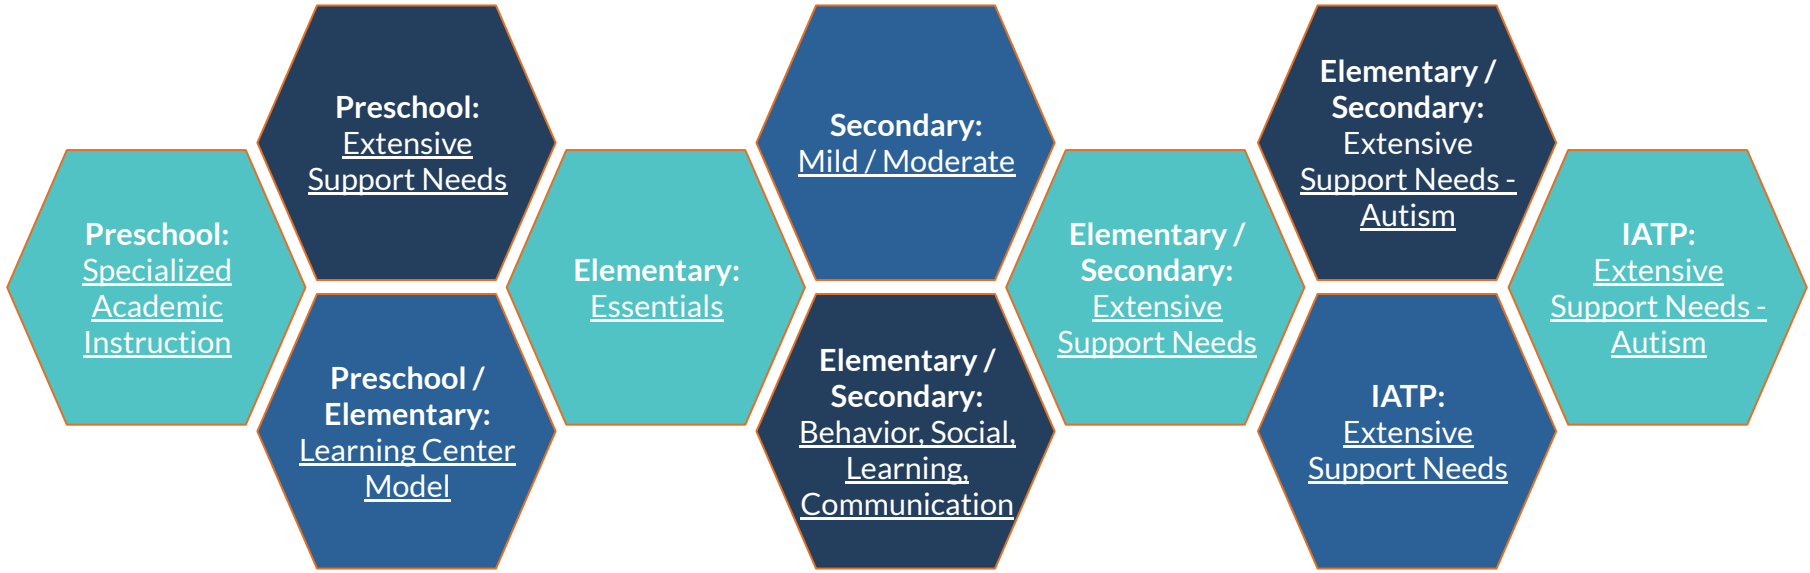 Preschool:
Specialized
Academic
Instruction
Preschool:
Extensive
Support Needs
Preschool /
Elementary:
Learning Center
Model
Elementary:
Essentials
Secondary:
Mild / Moderate
Elementary /
Secondary:
Behavior, Social,
Learning,
Communication
Elementary /
Secondary:
Extensive
Support Needs
Elementary /
Secondary:
Extensive
Support Needs -
Autism
IATP:
Extensive
Support Needs
IATP:
Extensive
Support Needs -
Autism